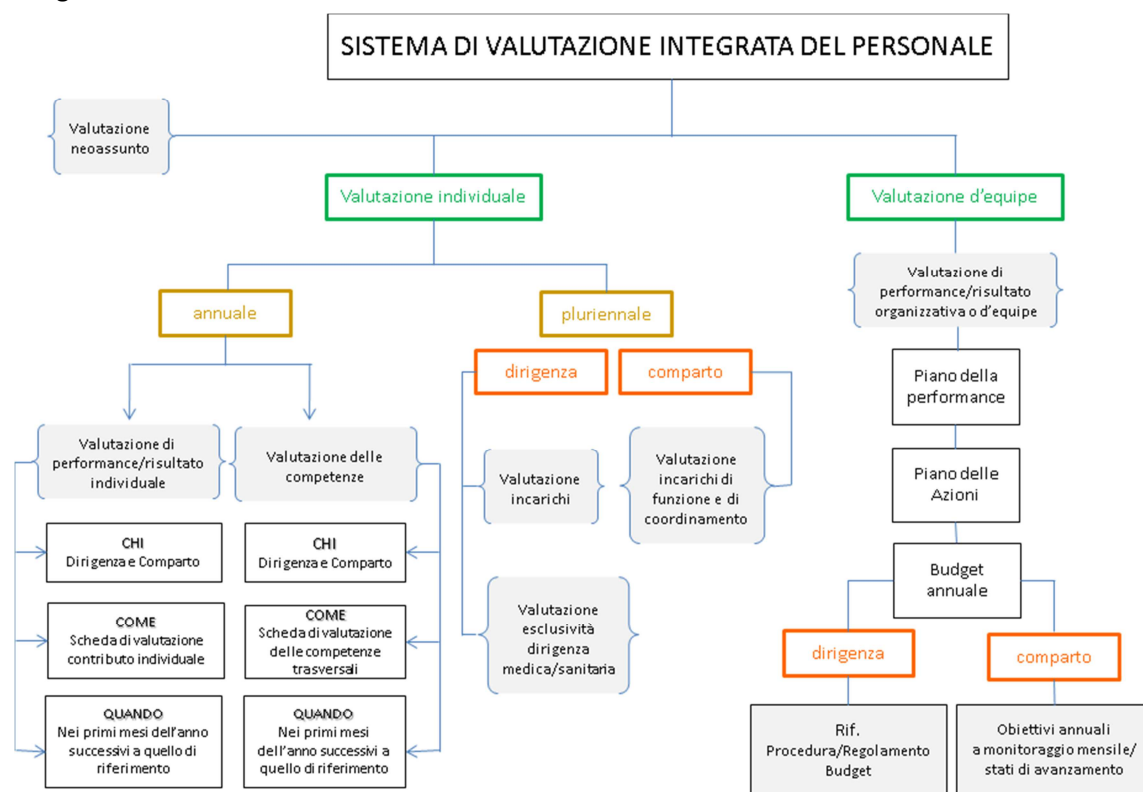 SISTEMA DI VALUTAZIONE INTEGRATA DEL PERSONALE
Valutazione
neoassunto
Valutazione individuale
Valutazione d'equipe
annuale
pluriennale
Valutazione di
performance/risultato
organizzativa o d'equipe
dirigenza
comparto
Piano della
performance
Valutazione di
performance/risultato
individuale
Valutazione delle
competenze
Valutazione
incarichi
Valutazione
incarichi di
funzione e di
coordinamento
Piano delle
Azioni
CHI
Dirigenza e Comparto
CHI
Dirigenza e Comparto
Budget
annuale
COME
Scheda di valutazione
contributo individuale
COME
Scheda di valutazione
delle competenze
trasversali
Valutazione
esclusività
dirigenza
medica/sanitaria
dirigenza
comparto
QUANDO
Nei primi mesi dell'anno
successivi a quello di
riferimento
QUANDO
Nei primi mesi
dell'anno successivi a
quello di riferimento
Rif.
Procedura/Regolamento
Budget
Obiettivi annuali
a monitoraggio mensile/
stati di avanzamento